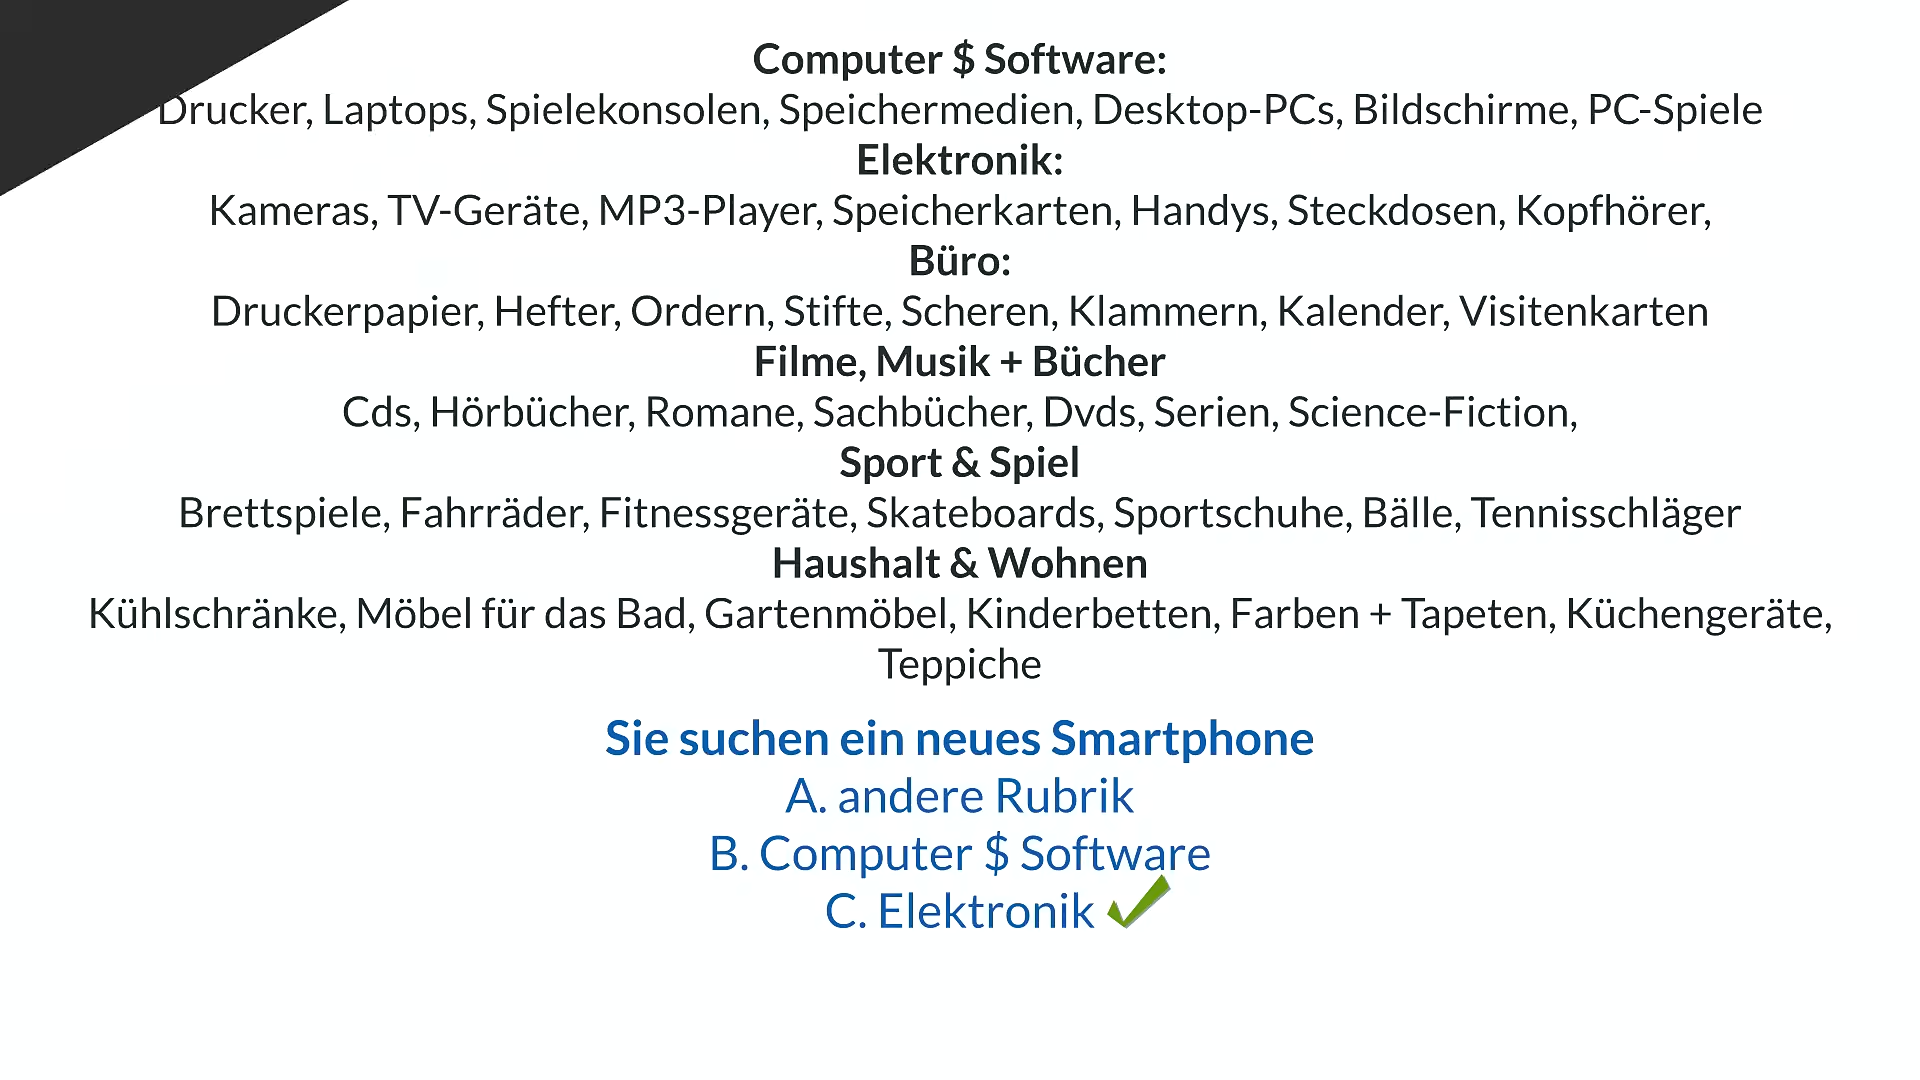 Computer $ Software:
Drucker, Laptops, Spielekonsolen, Speichermedien, Desktop-PCs, Bildschirme, PC-Spiele
Elektronik:
Kameras, TV-Geräte, MP3-Player, Speicherkarten, Handys, Steckdosen, Kopfhörer,
Büro:
Druckerpapier, Hefter, Ordern, Stifte, Scheren, Klammern, Kalender, Visitenkarten
Filme, Musik + Bücher
Cds, Hörbücher, Romane, Sachbücher, Dvds, Serien, Science-Fiction,
Sport & Spiel
Brettspiele, Fahrräder, Fitnessgeräte, Skateboards, Sportschuhe, Bälle, Tennisschläger
Haushalt & Wohnen
Kühlschränke, Möbel für das Bad, Gartenmöbel, Kinderbetten, Farben + Tapeten, Küchengeräte,
Teppiche
Sie suchen ein neues Smartphone
A. andere Rubrik
B. Computer $ Software
C. Elektronik